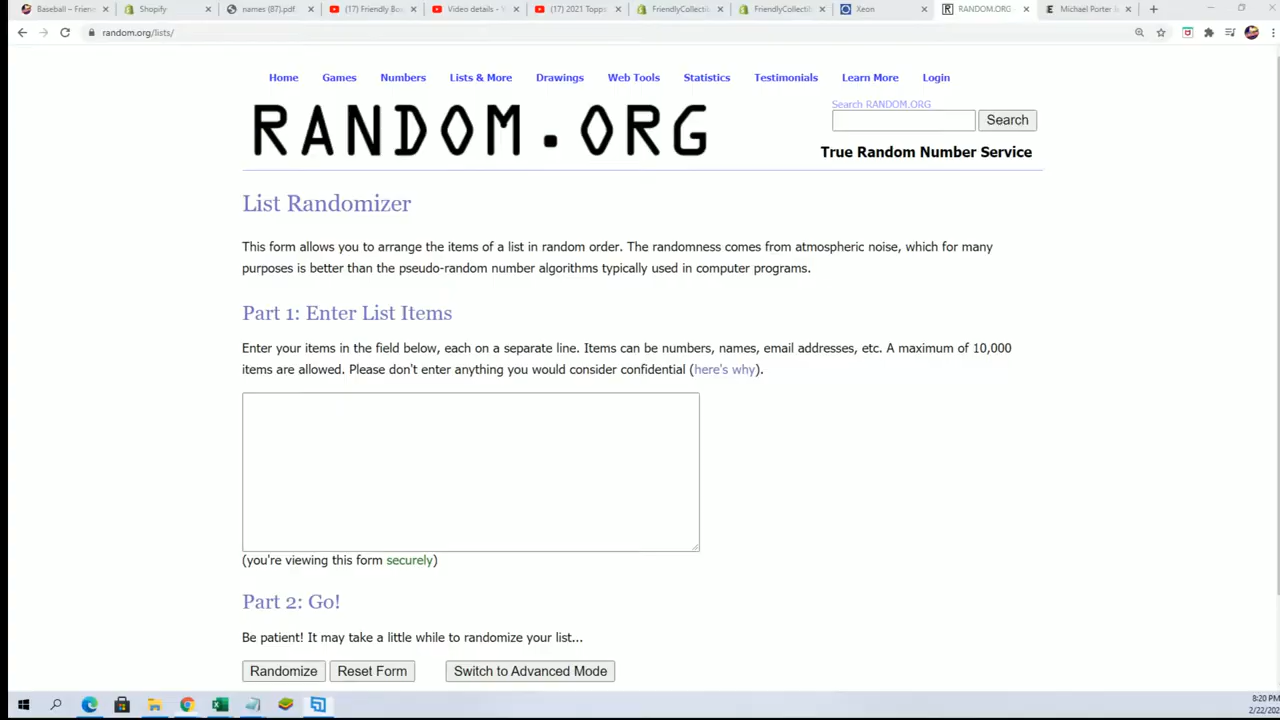 Baseball – Frien
Shopify
names (87).pdf
(17) Friendly Bo
Video details - Y
(17) 2021 Topps
FriendlyCollecti
FriendlyCollecti
Xeon
RANDOM.ORG
Michael Porter
random.org/lists/
Home Games Numbers Lists & More Drawings Web Tools Statistics Testimonials Learn More Login
RANDOM.ORG
Search RANDOM.ORG
Search
True Random Number Service
List Randomizer
This form allows you to arrange the items of a list in random order. The randomness comes from atmospheric noise, which for many
purposes is better than the pseudo-random number algorithms typically used in computer programs.
Part 1: Enter List Items
Enter your items in the field below, each on a separate line. Items can be numbers, names, email addresses, etc. A maximum of 10,000
items are allowed. Please don't enter anything you would consider confidential (here's why).
(you're viewing this form securely)
Part 2: Go!
Be patient! It may take a little while to randomize your list...
Randomize Reset Form Switch to Advanced Mode
8:20 PM
2/22/202